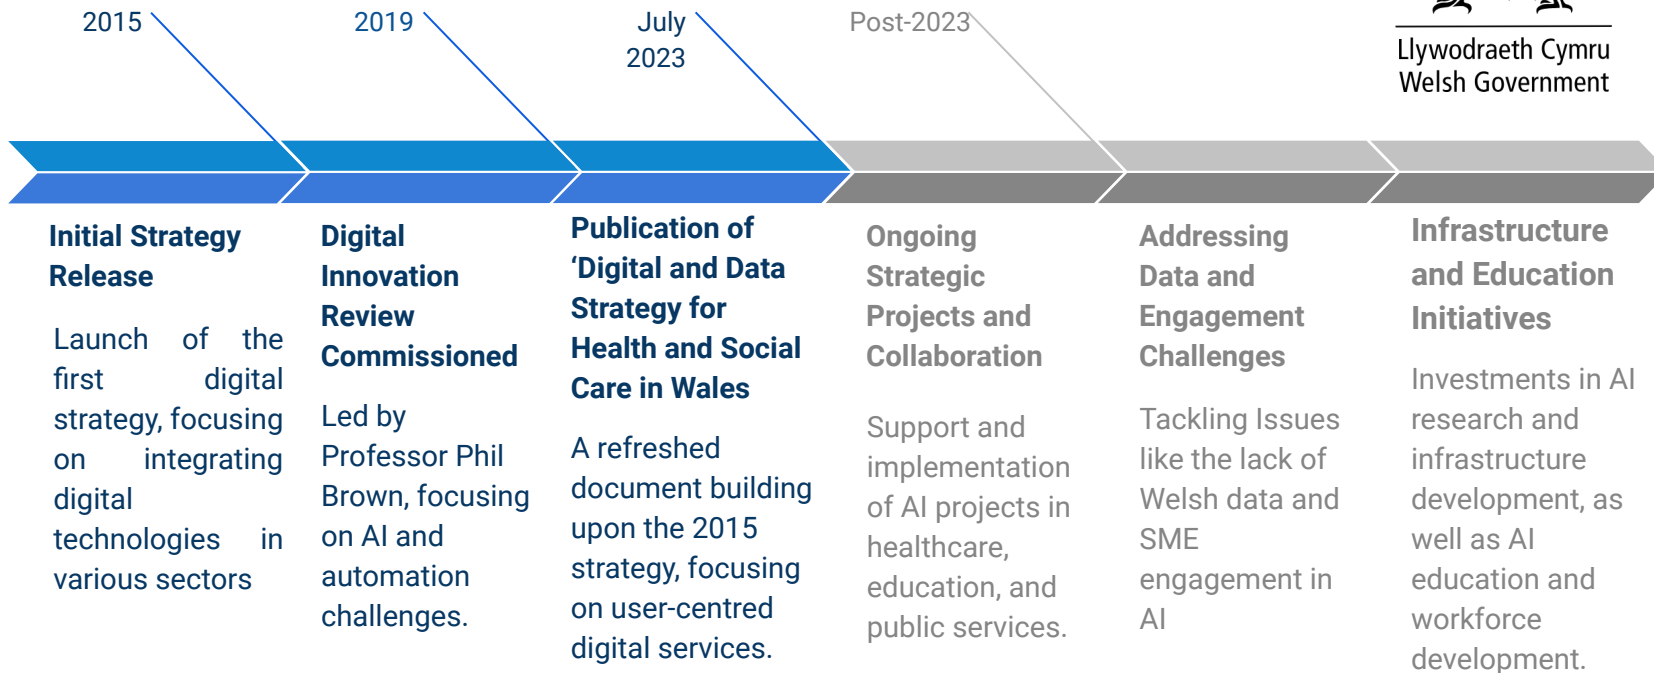 2015
2019
July
2023
Post-2023
Llywodraeth Cymru
Welsh Government
Initial Strategy
Release
Launch of the
first digital
strategy, focusing
on integrating
digital
technologies in
various sectors
Digital
Innovation
Review
Commissioned
Led by
Professor Phil
Brown, focusing
on AI and
automation
challenges.
Publication of
‘Digital and Data
Strategy for
Health and Social
Care in Wales
A refreshed
document building
upon the 2015
strategy, focusing
on user-centred
digital services.
Ongoing
Strategic
Projects and
Collaboration
Support and
implementation
of AI projects in
healthcare,
education, and
public services.
Addressing
Data and
Engagement
Challenges
Tackling Issues
like the lack of
Welsh data and
SME
engagement in
AI
Infrastructure
and Education
Initiatives
Investments in AI
research and
infrastructure
development, as
well as AI
education and
workforce
development.